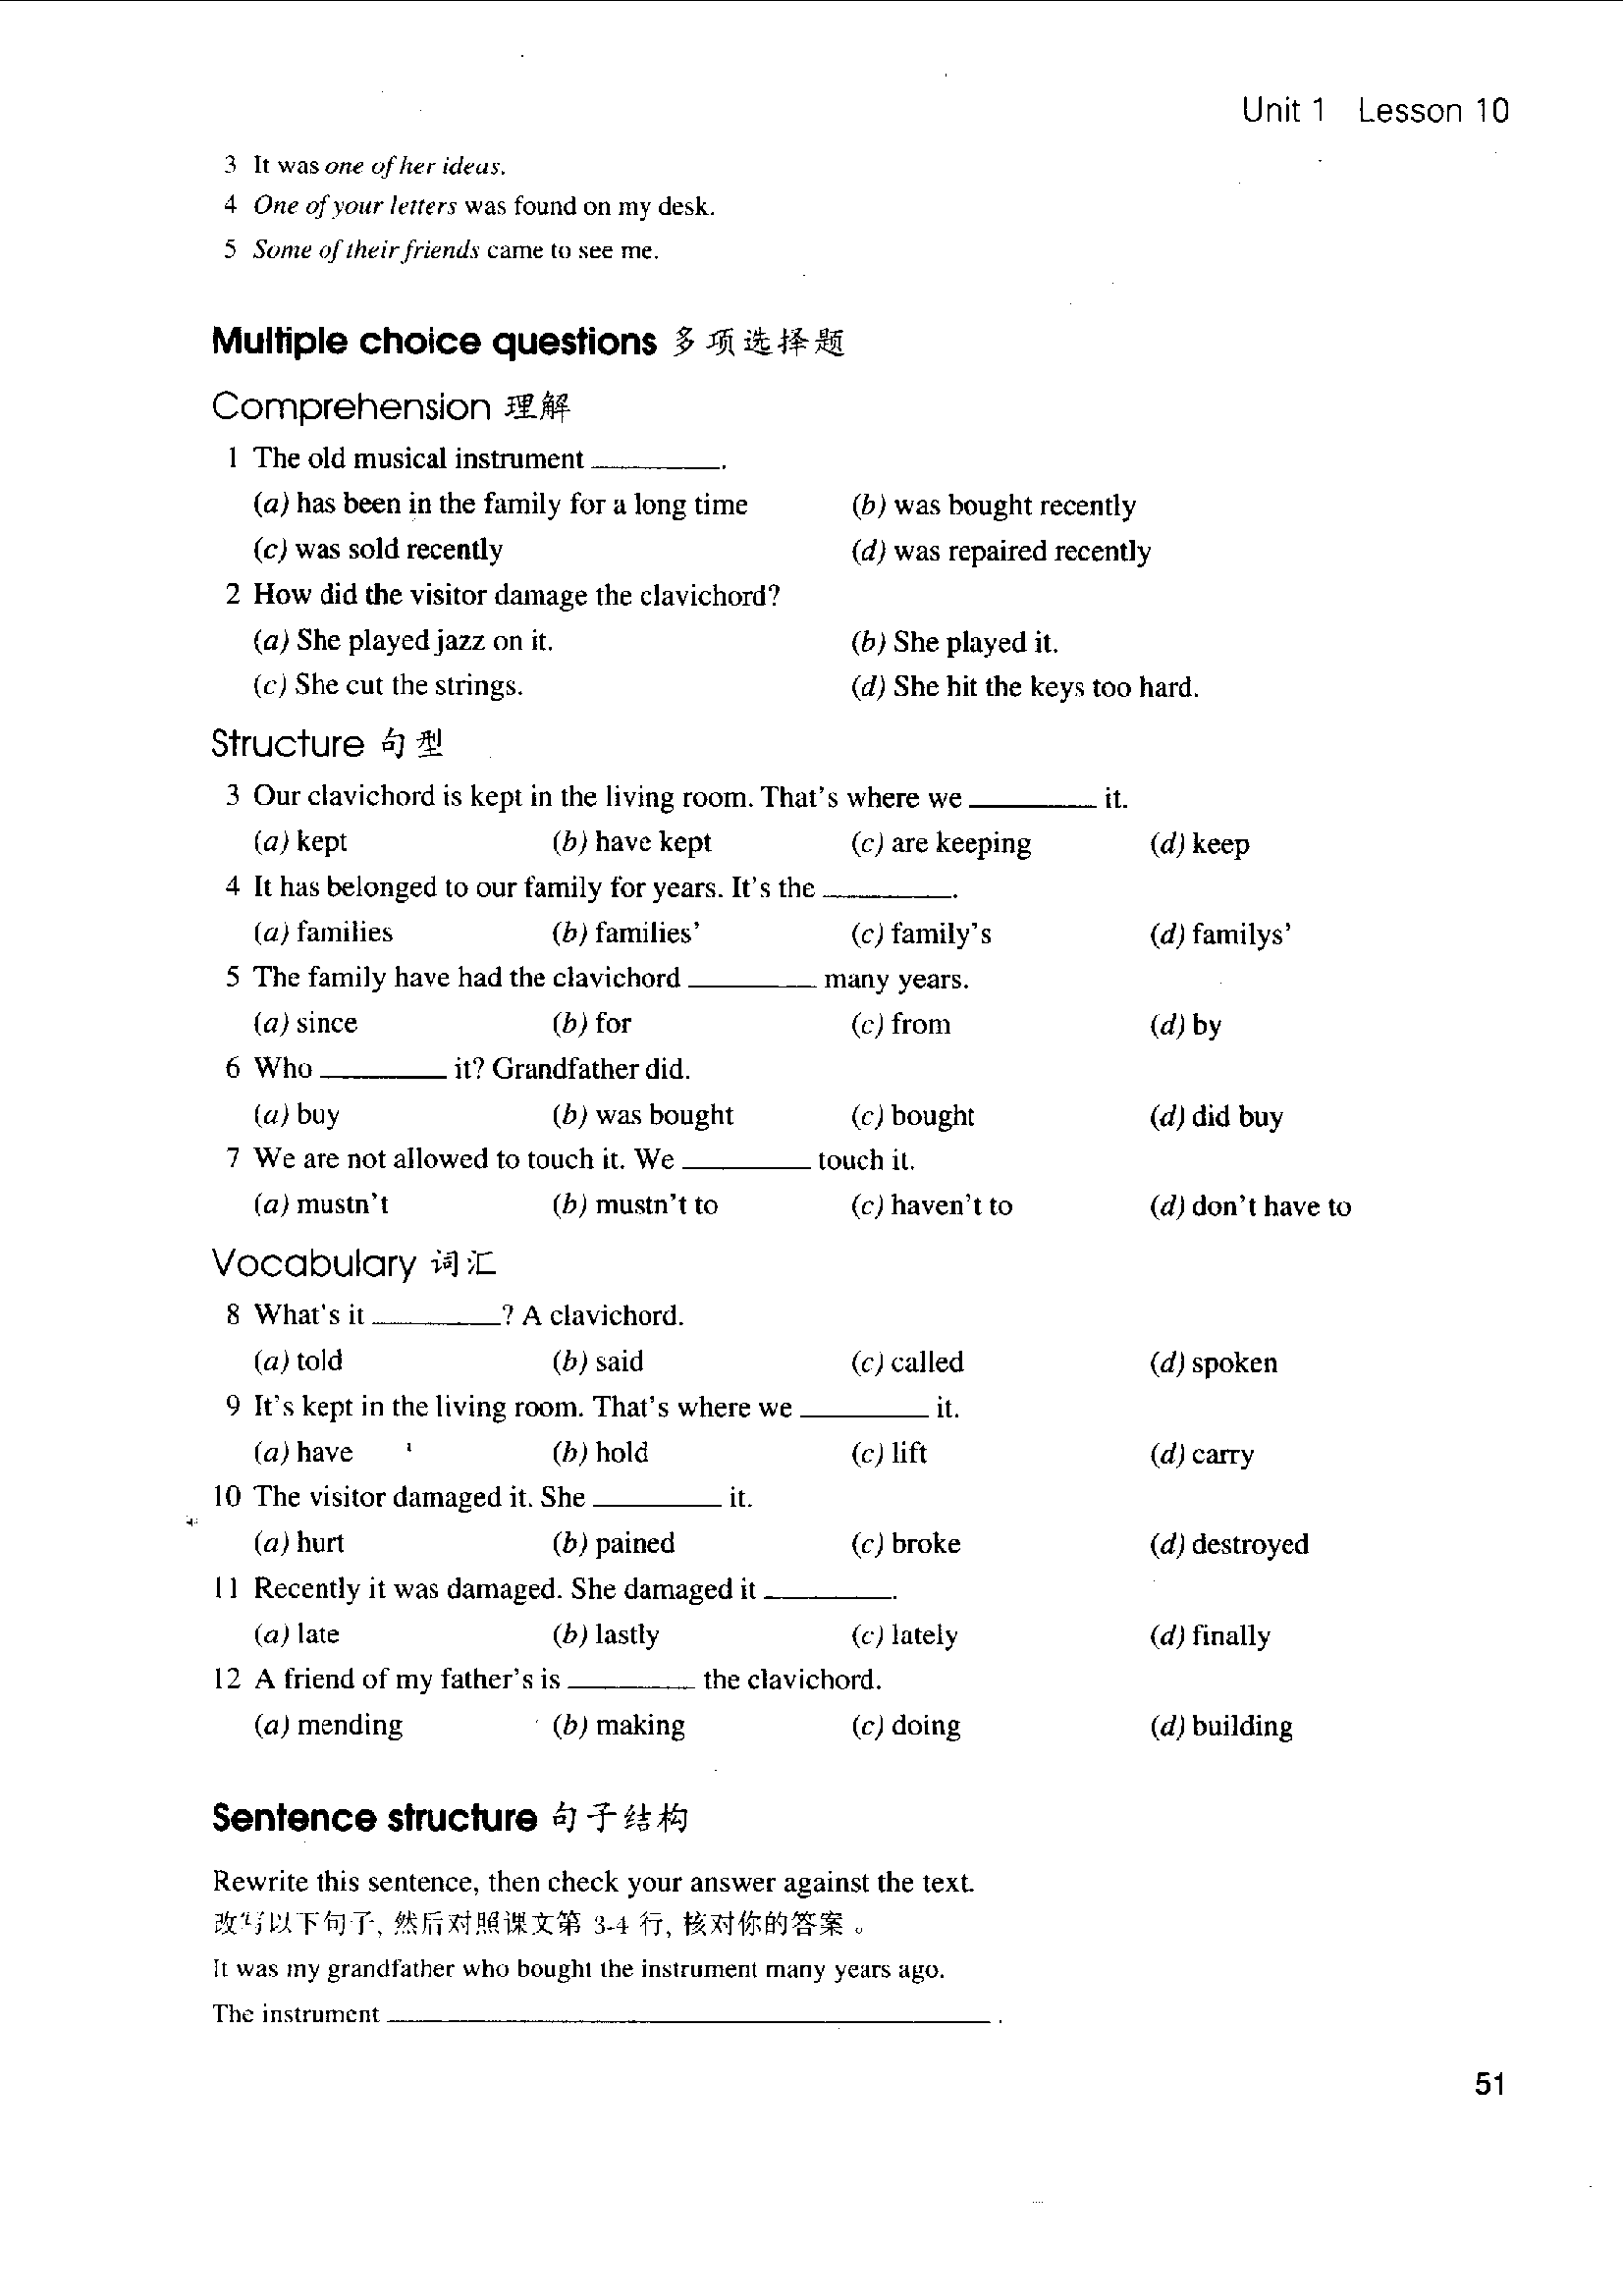 Unit 1 Lesson 10
3 It was one of her ideas.
4 One of your letters was found on my desk.
5 Some of their friends came to see me.
Multiple choice questions 多项选择题
Comprehension 理解
1 The old musical instrument ________.
(a) has been in the family for a long time (b) was bought recently
(c) was sold recently (d) was repaired recently
2 How did the visitor damage the clavichord?
(a) She played jazz on it. (b) She played it.
(c) She cut the strings. (d) She hit the keys too hard.
Structure 句型
3 Our clavichord is kept in the living room. That's where we ________ it.
(a) kept (b) have kept (c) are keeping (d) keep
4 It has belonged to our family for years. It's the ________.
(a) families (b) families' (c) family's (d) familys'
5 The family have had the clavichord ________ many years.
(a) since (b) for (c) from (d) by
6 Who ________ it? Grandfather did.
(a) buy (b) was bought (c) bought (d) did buy
7 We are not allowed to touch it. We ________ touch it.
(a) mustn't (b) mustn't to (c) haven't to (d) don't have to
Vocabulary 词汇
8 What's it ________? A clavichord.
(a) told (b) said (c) called (d) spoken
9 It's kept in the living room. That's where we ________ it.
(a) have (b) hold (c) lift (d) carry
10 The visitor damaged it. She ________ it.
(a) hurt (b) pained (c) broke (d) destroyed
11 Recently it was damaged. She damaged it ________.
(a) late (b) lastly (c) lately (d) finally
12 A friend of my father's is ________ the clavichord.
(a) mending (b) making (c) doing (d) building
Sentence structure 句子结构
Rewrite this sentence, then check your answer against the text.
改写以下句子, 然后对照课文第 3-4 行, 核对你的答案。
It was my grandfather who bought the instrument many years ago.
The instrument ________________________________________.
51